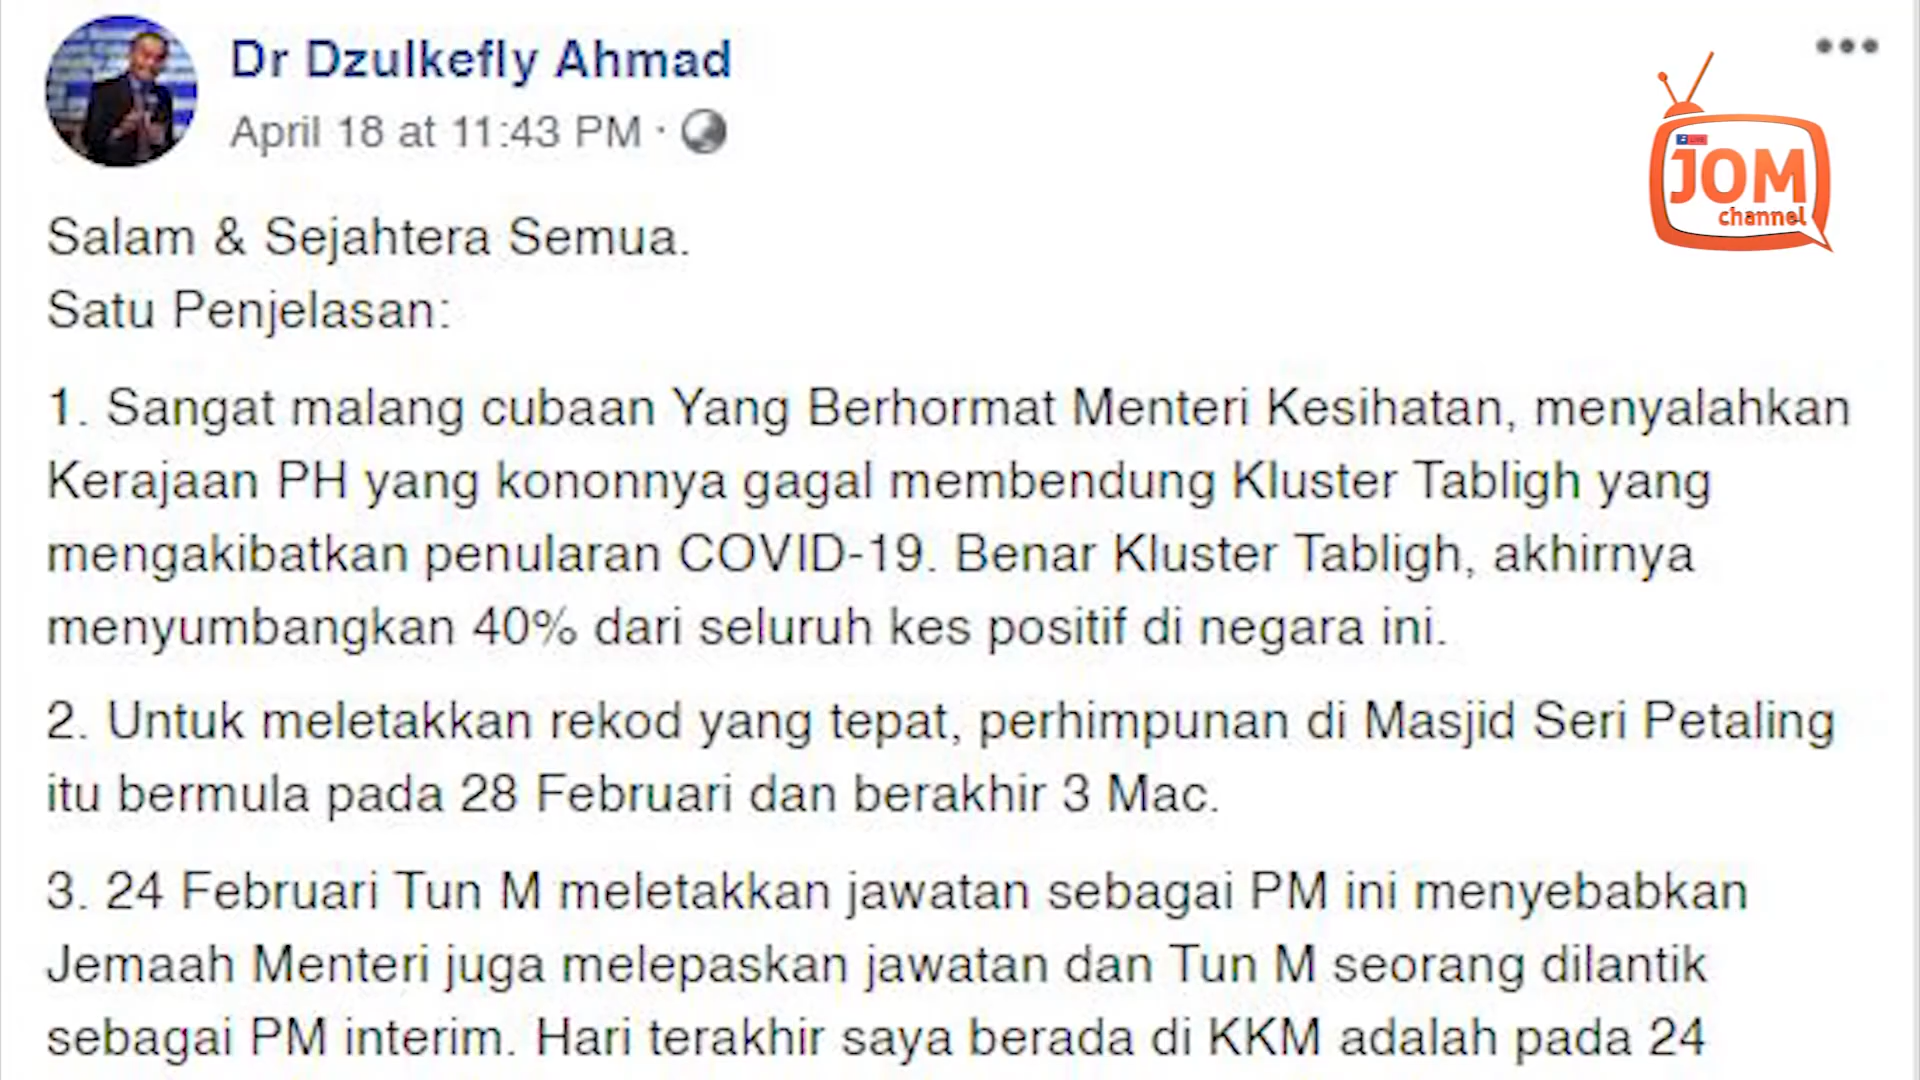 Dr Dzulkefly Ahmad
April 18 at 11:43 PM ·
JOM
channel
Salam & Sejahtera Semua.
Satu Penjelasan:
1. Sangat malang cubaan Yang Berhormat Menteri Kesihatan, menyalahkan
Kerajaan PH yang kononnya gagal membendung Kluster Tabligh yang
mengakibatkan penularan COVID-19. Benar Kluster Tabligh, akhirnya
menyumbangkan 40% dari seluruh kes positif di negara ini.
2. Untuk meletakkan rekod yang tepat, perhimpunan di Masjid Seri Petaling
itu bermula pada 28 Februari dan berakhir 3 Mac.
3. 24 Februari Tun M meletakkan jawatan sebagai PM ini menyebabkan
Jemaah Menteri juga melepaskan jawatan dan Tun M seorang dilantik
sebagai PM interim. Hari terakhir saya berada di KKM adalah pada 24